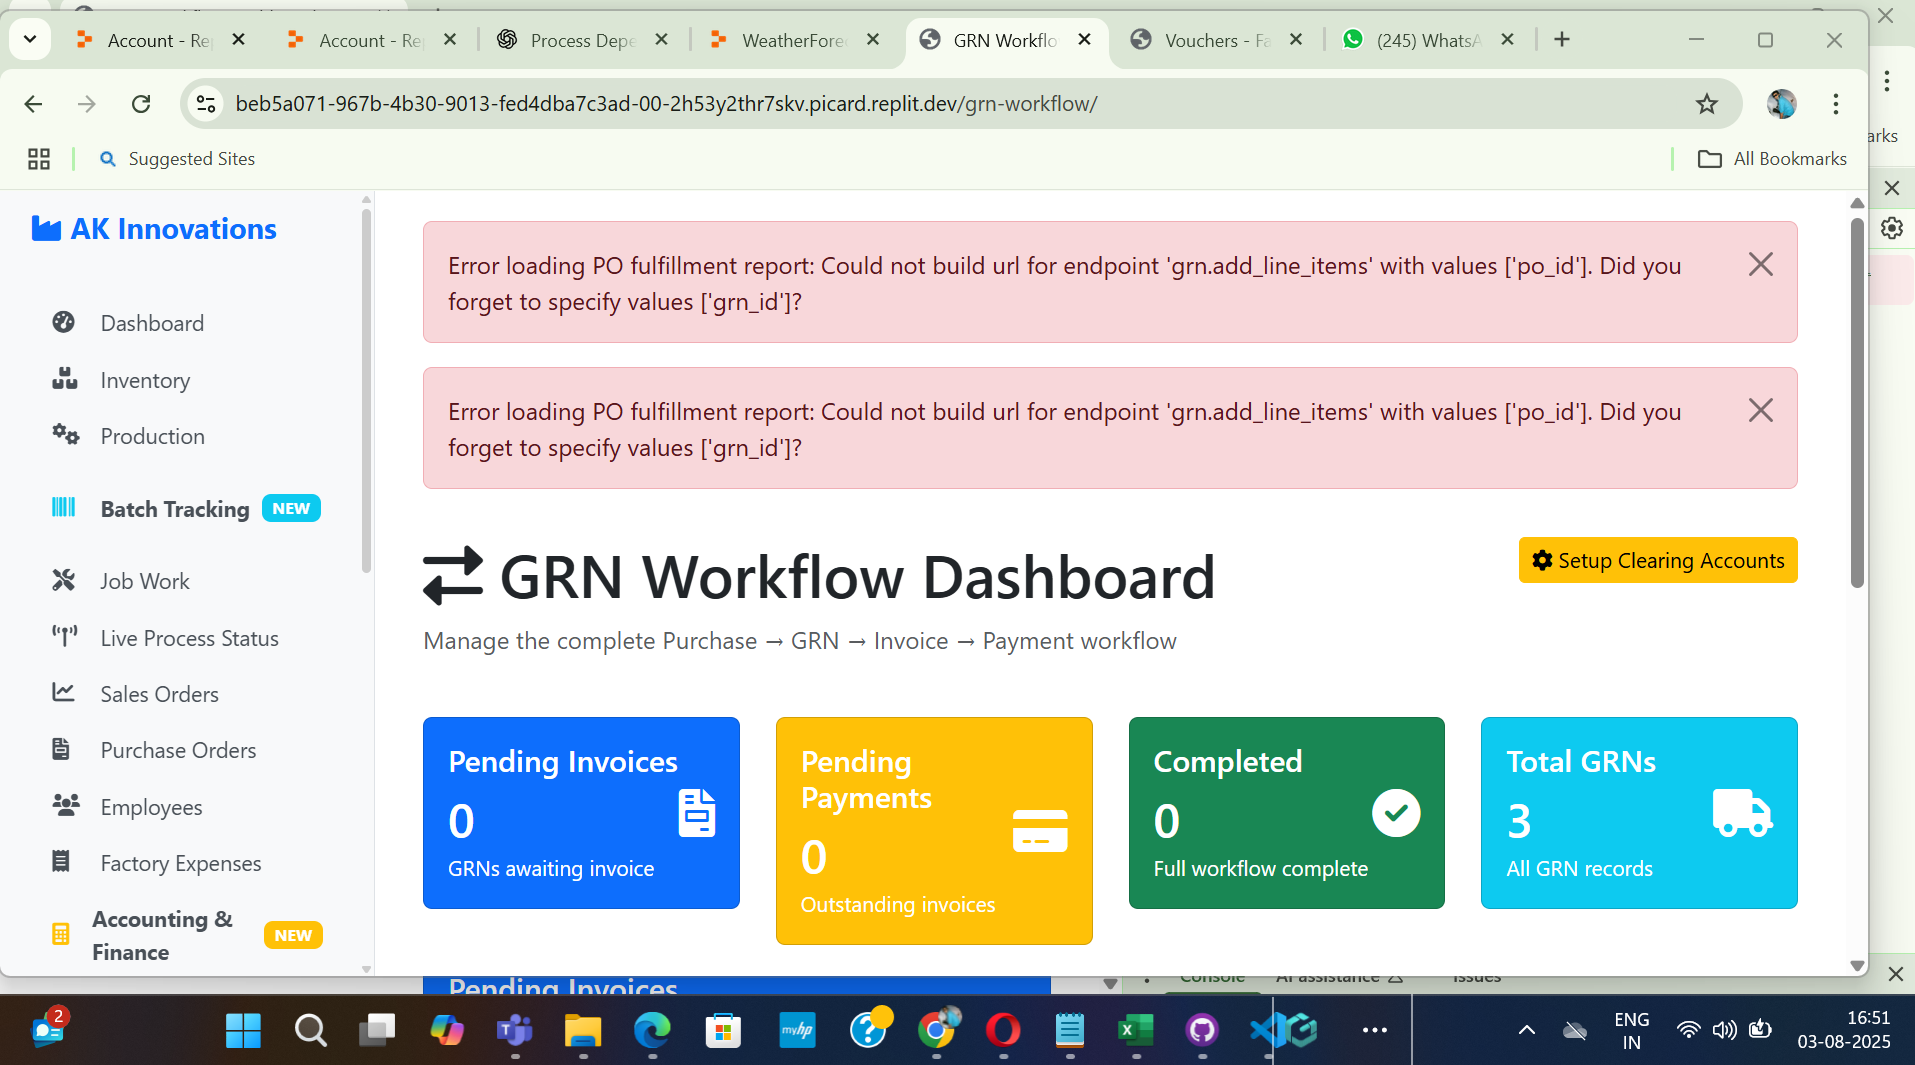 Account - Rep
Account - Rep
Process Depe
WeatherForec
GRN Workflo
Vouchers - Fa
(245) WhatsA
beb5a071-967b-4b30-9013-fed4dba7c3ad-00-2h53y2thr7skv.picard.replit.dev/grn-workflow/
arks
Suggested Sites
All Bookmarks
AK Innovations
Dashboard
Inventory
Production
Batch Tracking NEW
Job Work
Live Process Status
Sales Orders
Purchase Orders
Employees
Factory Expenses
Accounting &
Finance
NEW
Error loading PO fulfillment report: Could not build url for endpoint 'grn.add_line_items' with values ['po_id']. Did you
forget to specify values ['grn_id']?
Error loading PO fulfillment report: Could not build url for endpoint 'grn.add_line_items' with values ['po_id']. Did you
forget to specify values ['grn_id']?
GRN Workflow Dashboard
Setup Clearing Accounts
Manage the complete Purchase → GRN → Invoice → Payment workflow
Pending Invoices
0
GRNs awaiting invoice
Pending
Payments
0
Outstanding invoices
Completed
0
Full workflow complete
Total GRNs
3
All GRN records
Pending Invoices
Console
AI assistance
Issues
2
myhp
ENG
IN
16:51
03-08-2025